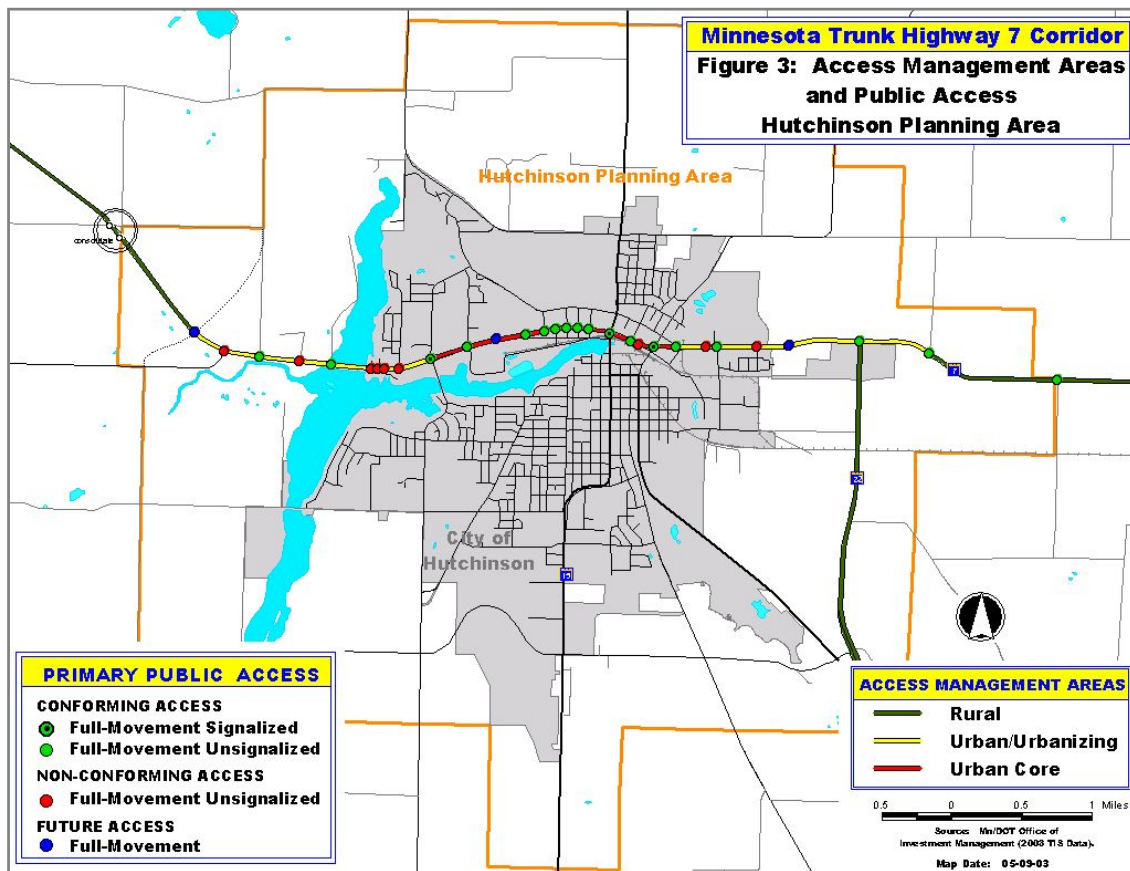 Minnesota Trunk Highway 7 Corridor
Figure 3: Access Management Areas
and Public Access
Hutchinson Planning Area
Hutchinson Planning Area
consolidate
7
22
City of
Hutchinson
15
PRIMARY PUBLIC ACCESS
CONFORMING ACCESS
Full-Movement Signalized
Full-Movement Unsignalized
NON-CONFORMING ACCESS
Full-Movement Unsignalized
FUTURE ACCESS
Full-Movement
ACCESS MANAGEMENT AREAS
Rural
Urban/Urbanizing
Urban Core
0.5 0 0.5 1 Miles
Source: Mn/DOT Office of
Investment Management (2003 TIS Data).
Map Date: 05-09-03